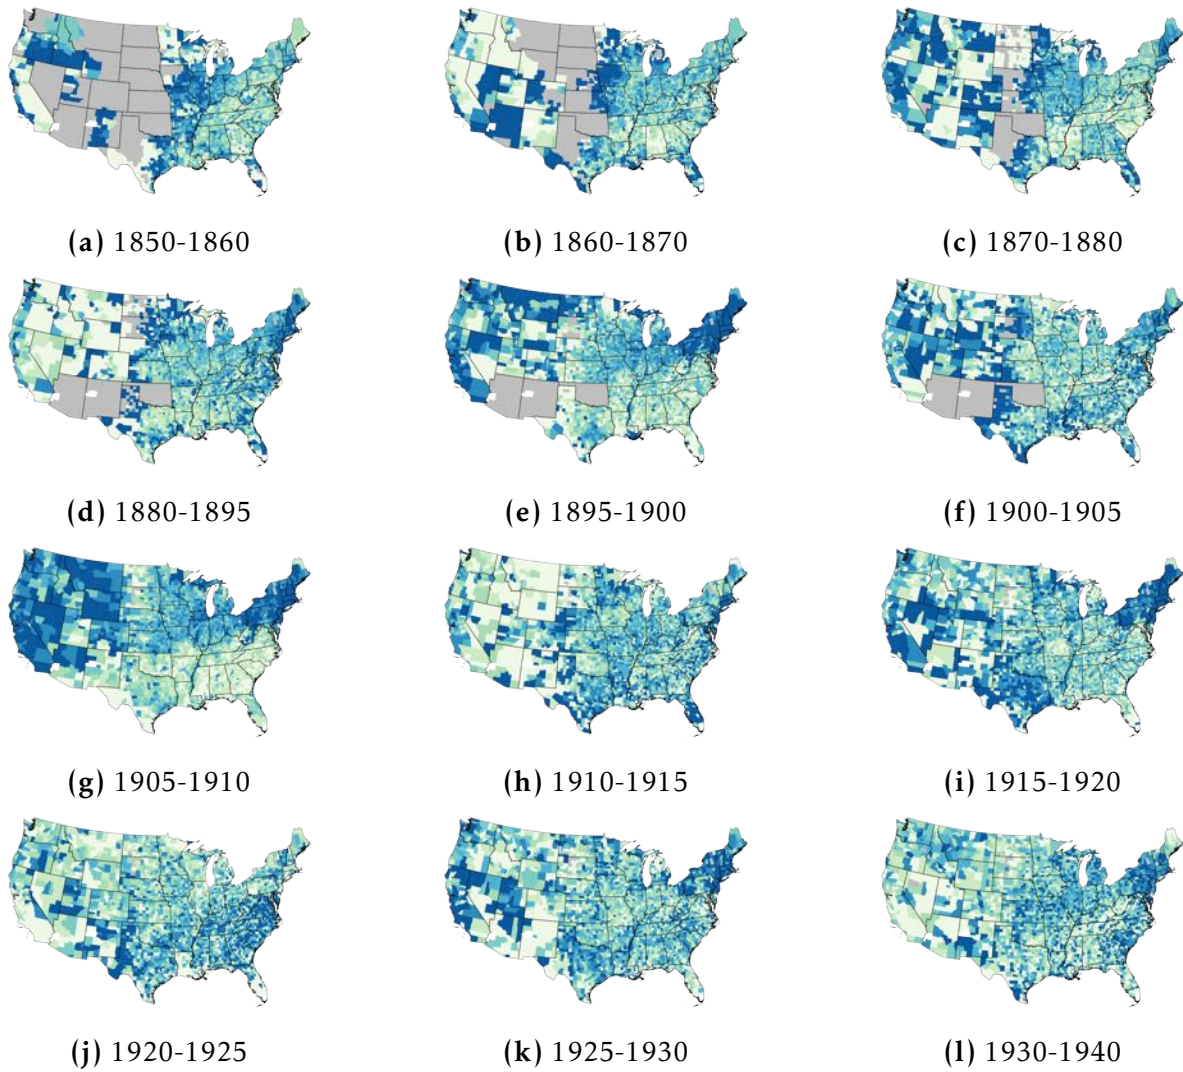 (a) 1850-1860
(b) 1860-1870
(c) 1870-1880
(d) 1880-1895
(e) 1895-1900
(f) 1900-1905
(g) 1905-1910
(h) 1910-1915
(i) 1915-1920
(j) 1920-1925
(k) 1925-1930
(l) 1930-1940